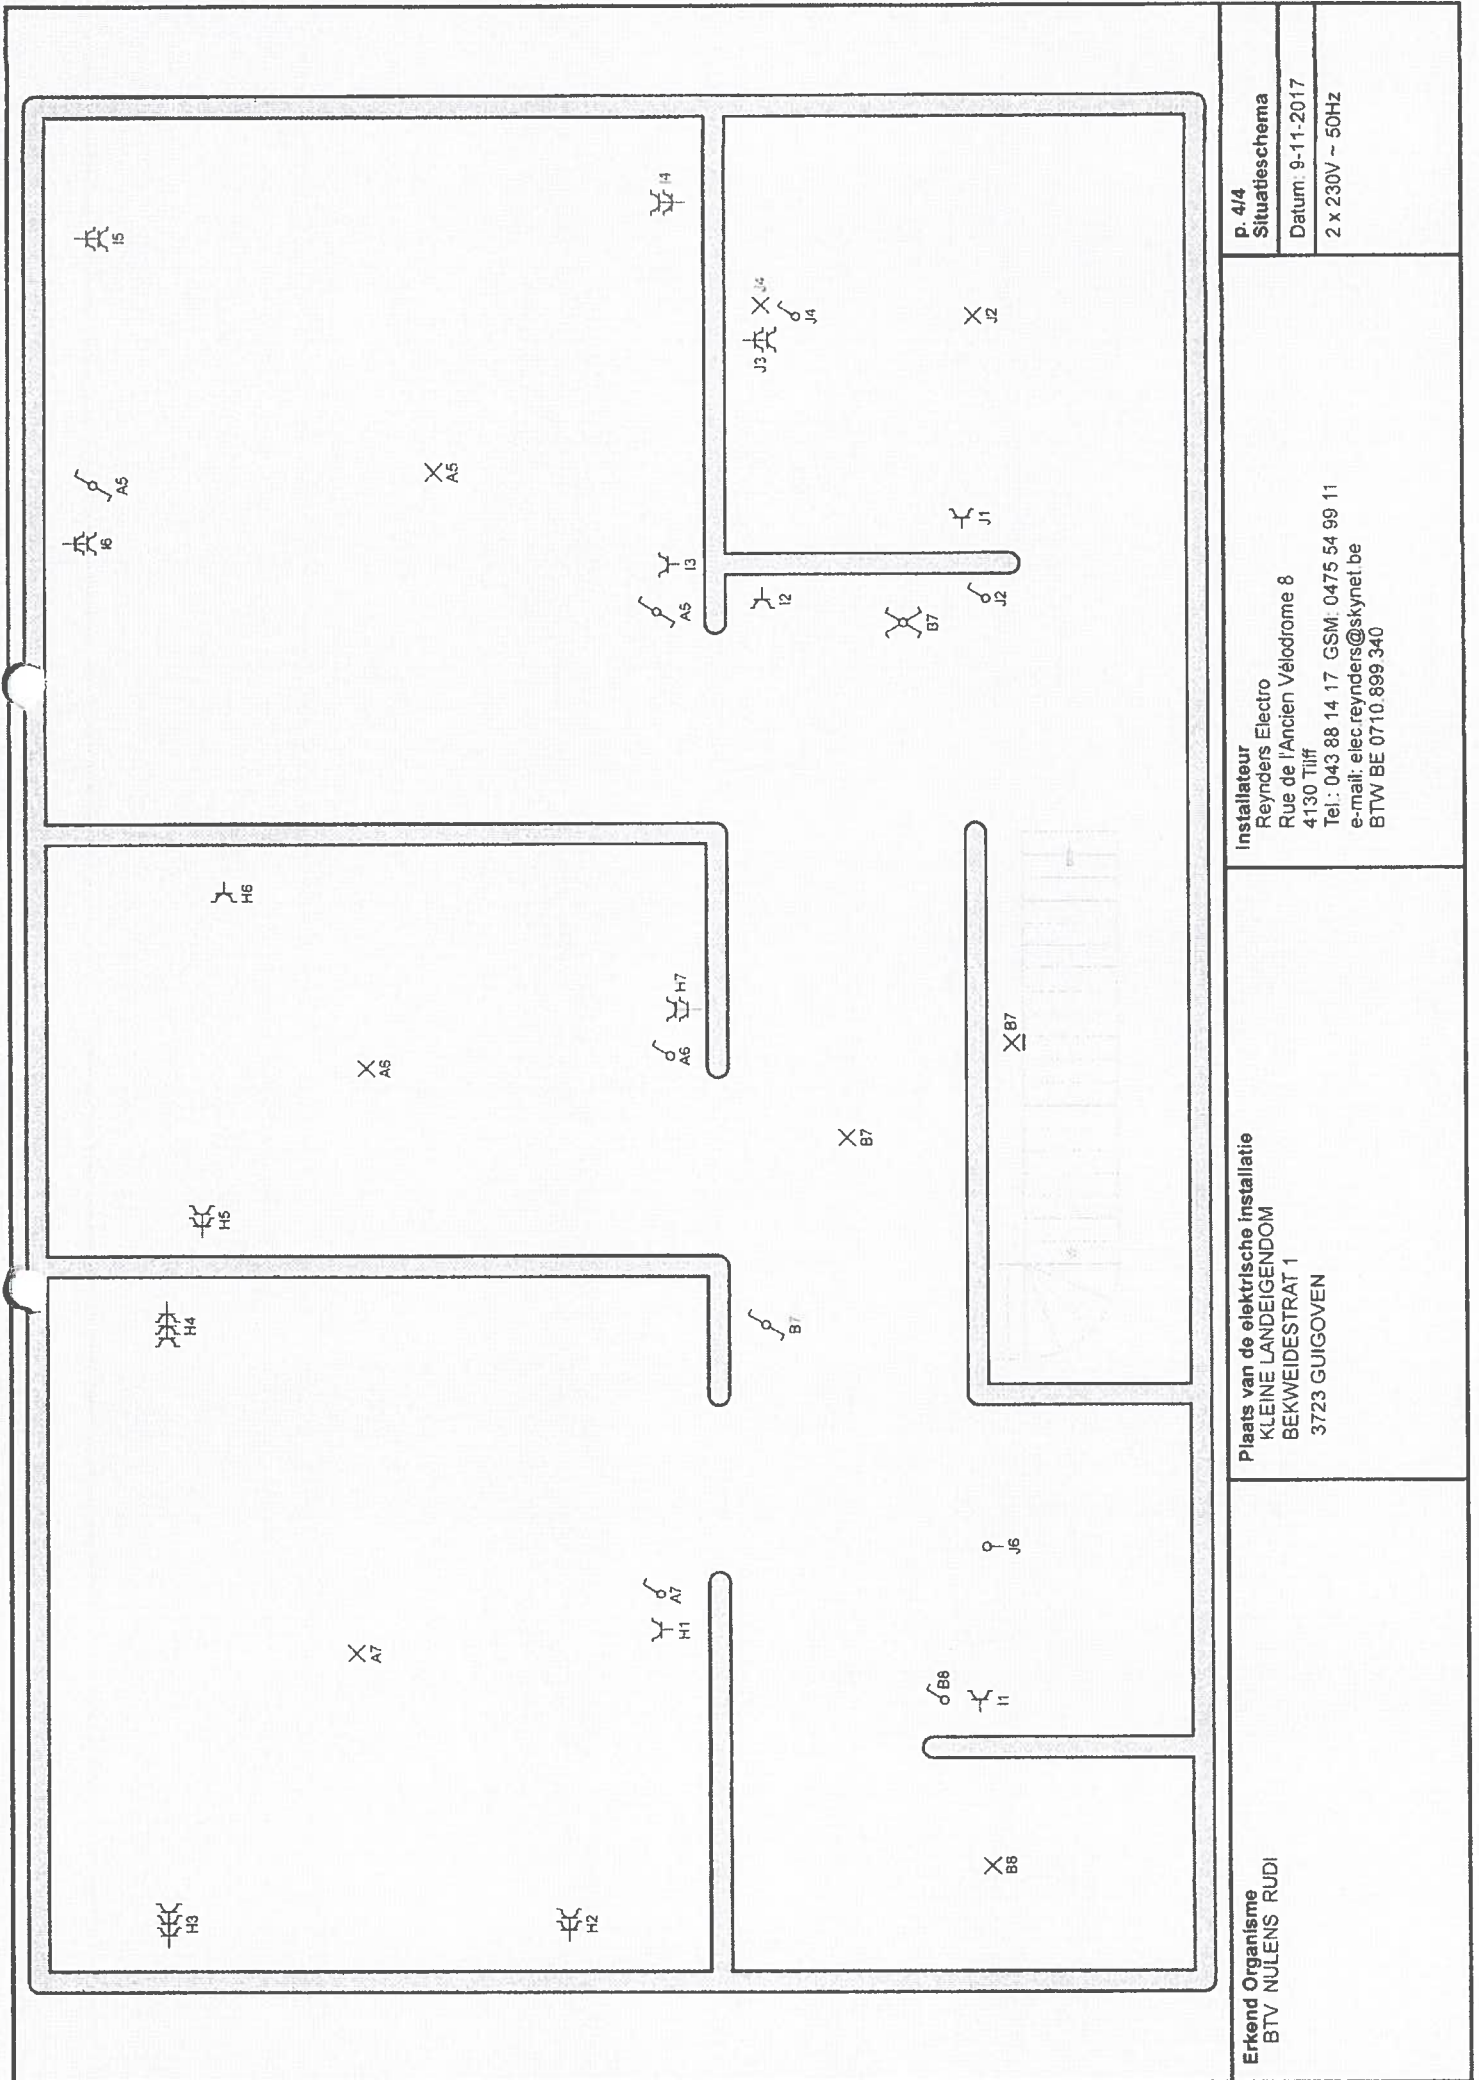 H3
H4
H5
H6
I6
A5
I5
A7
A6
A5
H2
H1
A7
A6
H7
A5
I3
I4
B7
I2
J3
J4
J4
B7
B7
J2
J2
J1
B8
I1
J6
B8
B7
Erkend Organisme
BTV NULENS RUDI
Plaats van de elektrische installatie
KLEINE LANDEIGENDOM
BEKWEIDESTRAT 1
3723 GUIGOVEN
Installateur
Reynders Electro
Rue de l'Ancien Vélodrome 8
4130 Tilff
Tel.: 043 88 14 17 GSM: 0475 54 99 11
e-mail: elec.reynders@skynet.be
BTW BE 0710.899.340
p. 4/4
Situatieschema
Datum: 9-11-2017
2 x 230V ~ 50Hz